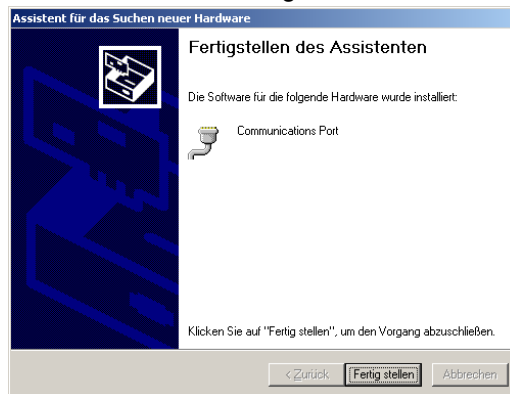 Assistent für das Suchen neuer Hardware
Fertigstellen des Assistenten
Die Software für die folgende Hardware wurde installiert:
Communications Port
Klicken Sie auf "Fertig stellen", um den Vorgang abzuschließen.
< Zurück Fertig stellen Abbrechen